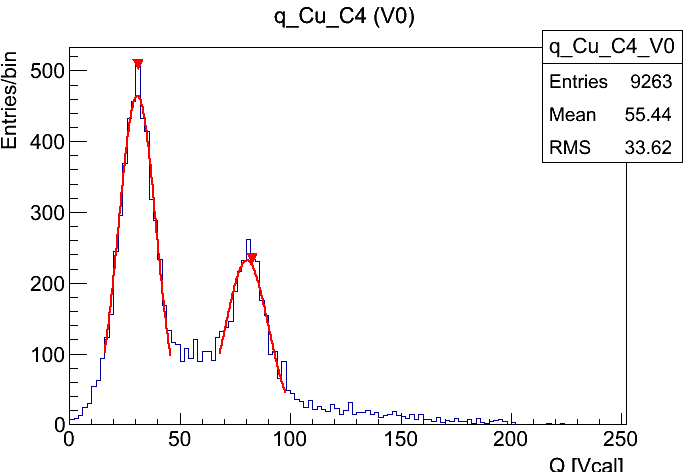 q_Cu_C4 (V0)
Entries/bin
q_Cu_C4_V0
Entries 9263
Mean 55.44
RMS 33.62
500
400
300
200
100
0
0 50 100 150 200 250
Q [Vcal]